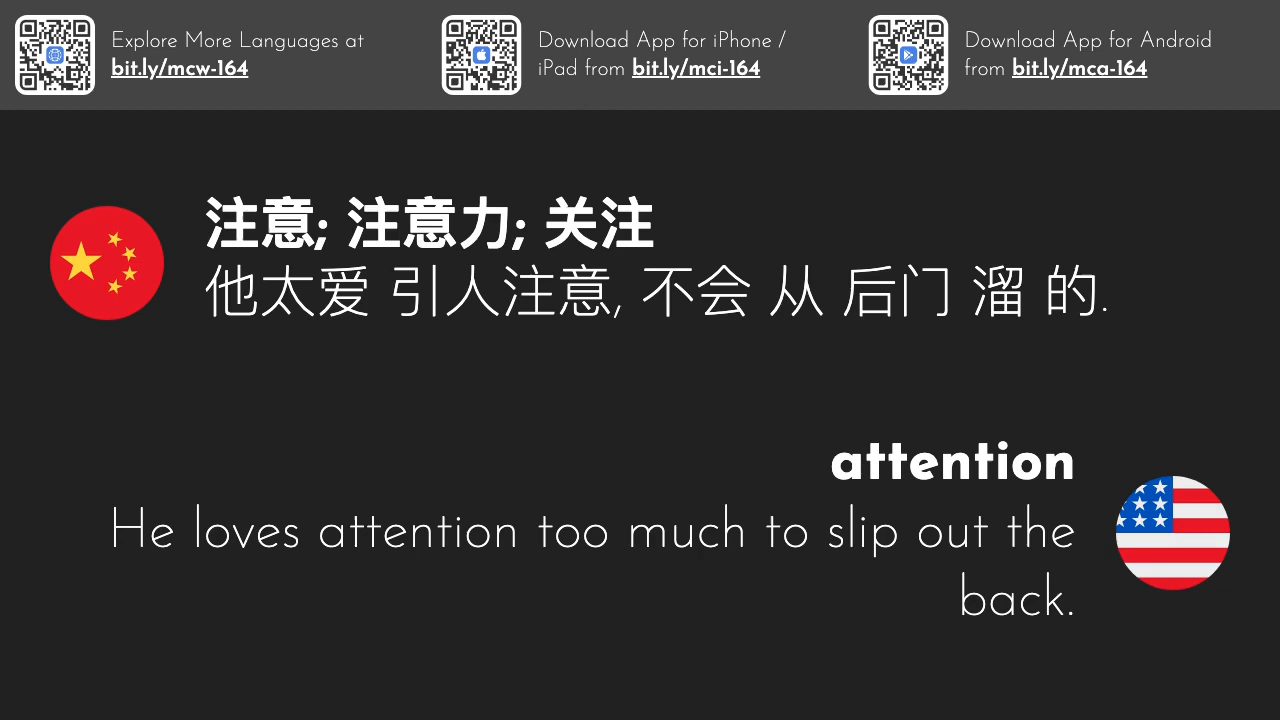 Explore More Languages at
bit.ly/mcw-164
Download App for iPhone /
iPad from bit.ly/mci-164
Download App for Android
from bit.ly/mca-164
注意; 注意力; 关注
他太爱 引人注意, 不会 从 后门 溜 的.
attention
He loves attention too much to slip out the
back.